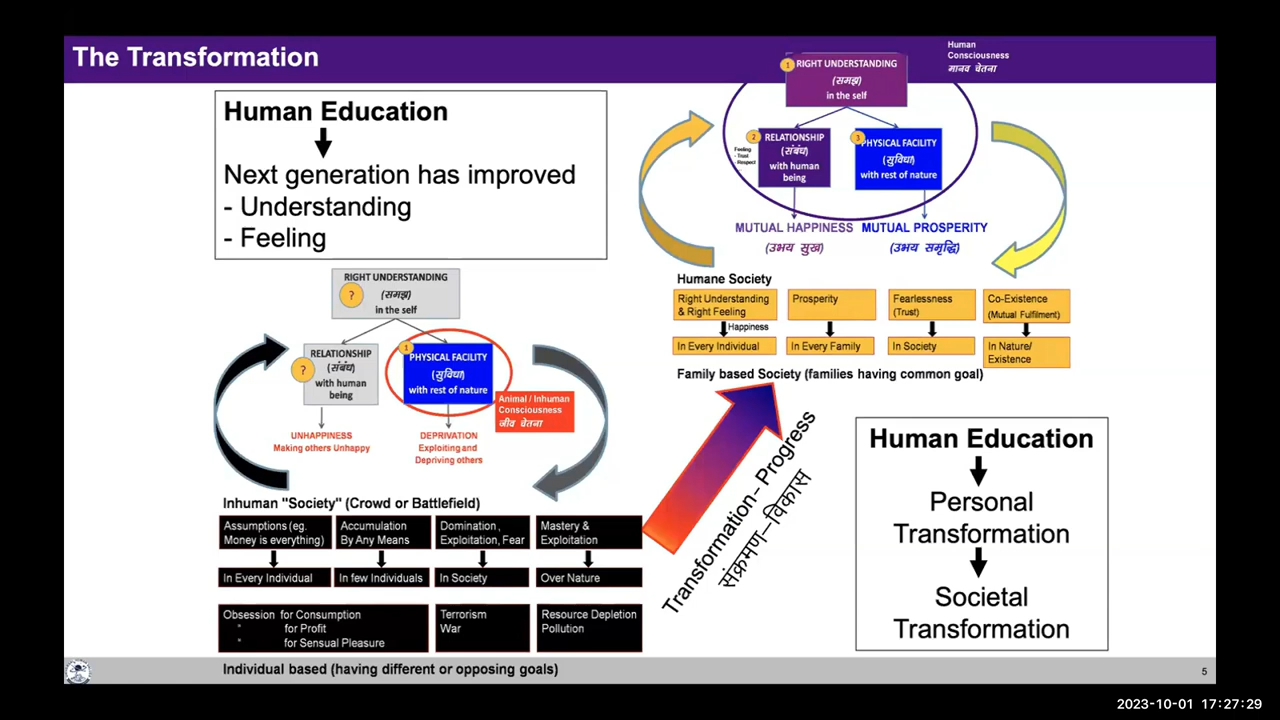 The Transformation
Human Education
Next generation has improved
- Understanding
- Feeling
Human
Consciousness
मानव चेतना
1
RIGHT UNDERSTANDING
(समझ)
in the self
2
RELATIONSHIP
(संबंध)
with human
being
Feeling
- Trust
- Respect
3
PHYSICAL FACILITY
(सुविधा)
with rest of nature
MUTUAL HAPPINESS
(उभय सुख)
MUTUAL PROSPERITY
(उभय समृद्धि)
Humane Society
Right Understanding
& Right Feeling
Happiness
In Every Individual
Prosperity
In Every Family
Fearlessness
(Trust)
In Society
Co-Existence
(Mutual Fulfilment)
In Nature/
Existence
Family based Society (families having common goal)
RIGHT UNDERSTANDING
?
(समझ)
in the self
RELATIONSHIP
?
(संबंध)
with human
being
1
PHYSICAL FACILITY
(सुविधा)
with rest of nature
Animal / Inhuman
Consciousness
जीव चेतना
UNHAPPINESS
Making others Unhappy
DEPRIVATION
Exploiting and
Depriving others
Inhuman "Society" (Crowd or Battlefield)
Assumptions (eg.
Money is everything)
In Every Individual
Accumulation
By Any Means
In few Individuals
Domination ,
Exploitation, Fear
In Society
Mastery &
Exploitation
Over Nature
Obsession for Consumption
" for Profit
" for Sensual Pleasure
Terrorism
War
Resource Depletion
Pollution
Individual based (having different or opposing goals)
Transformation - Progress
संक्रमण–विकास
Human Education
Personal
Transformation
Societal
Transformation
5
2023-10-01 17:27:29